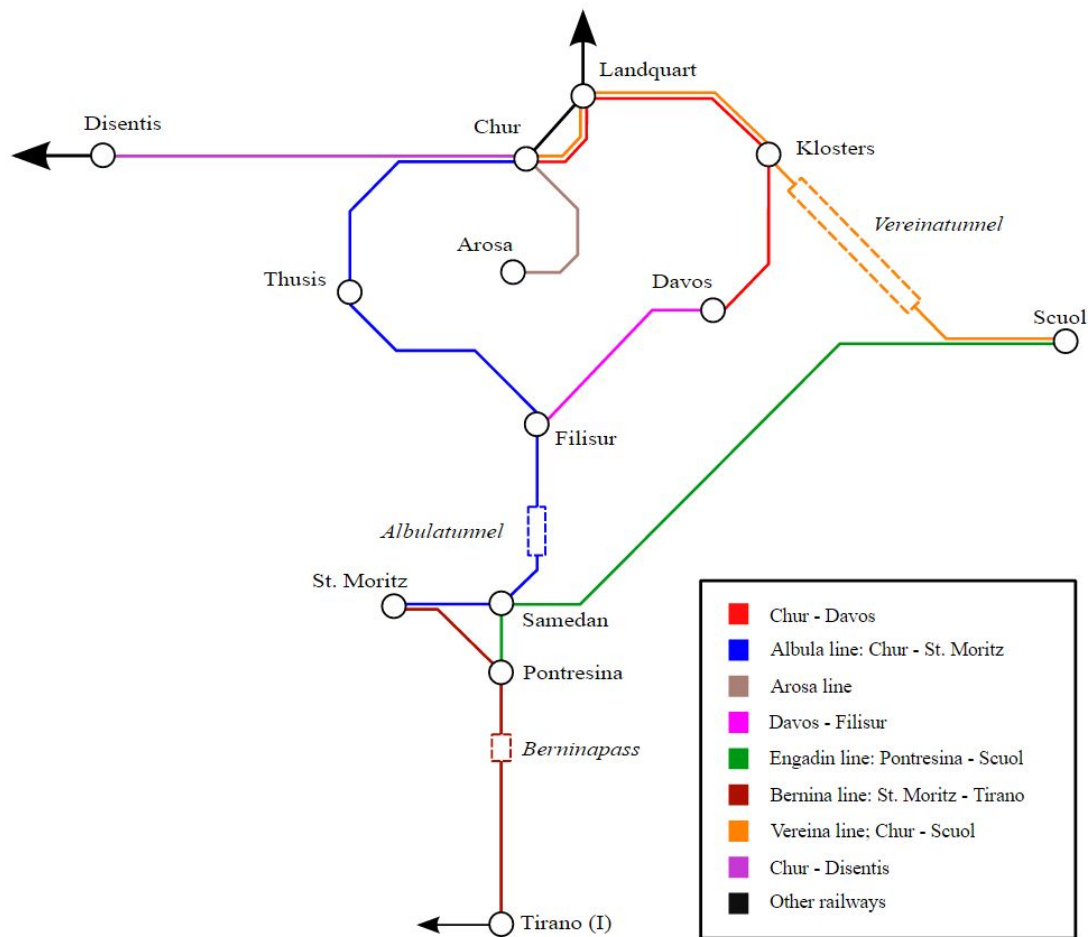 Landquart
Disentis
Chur
Klosters
Vereinatunnel
Arosa
Thusis
Davos
Scuol
Filisur
Albulatunnel
St. Moritz
Samedan
Pontresina
Berninapass
Tirano (I)
Chur - Davos
Albula line: Chur - St. Moritz
Arosa line
Davos - Filisur
Engadin line: Pontresina - Scuol
Bernina line: St. Moritz - Tirano
Vereina line; Chur - Scuol
Chur - Disentis
Other railways